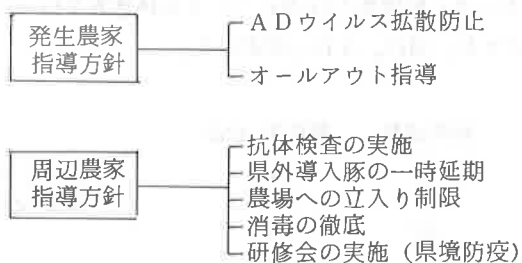 発生農家
指導方針
ADウイルス拡散防止
オールアウト指導
周辺農家
指導方針
抗体検査の実施
県外導入豚の一時延期
農場への立入り制限
消毒の徹底
研修会の実施（県境防疫）